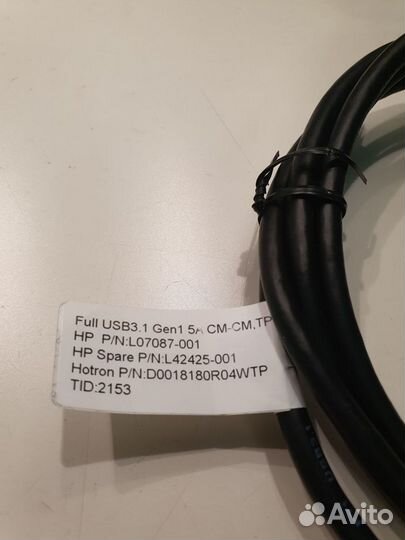 Full USB3.1 Gen1 5A CM-CM,TP
HP P/N:L07087-001
HP Spare P/N:L42425-001
Hotron P/N:D0018180R04WTP
TID:2153
Avito